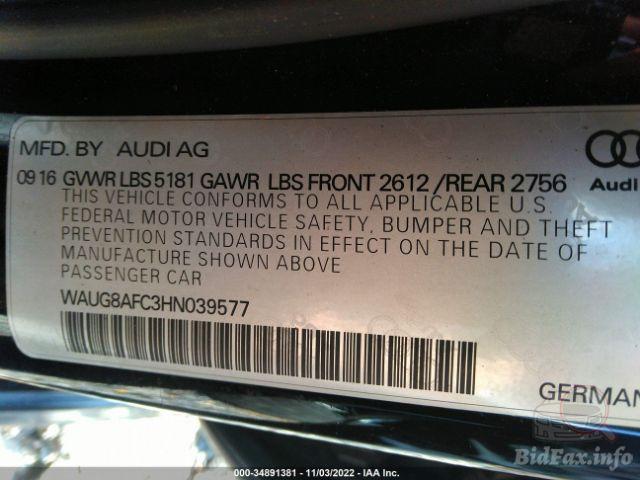 MFD. BY AUDI AG
09 16 GVWR LBS 5181 GAWR LBS FRONT 2612 /REAR 2756
THIS VEHICLE CONFORMS TO ALL APPLICABLE U.S.
FEDERAL MOTOR VEHICLE SAFETY, BUMPER AND THEFT
PREVENTION STANDARDS IN EFFECT ON THE DATE OF
MANUFACTURE SHOWN ABOVE
PASSENGER CAR
WAUG8AFC3HN039577
Audi
GERMAN
BidFax.info
000-34891381 - 11/03/2022 - IAA Inc.